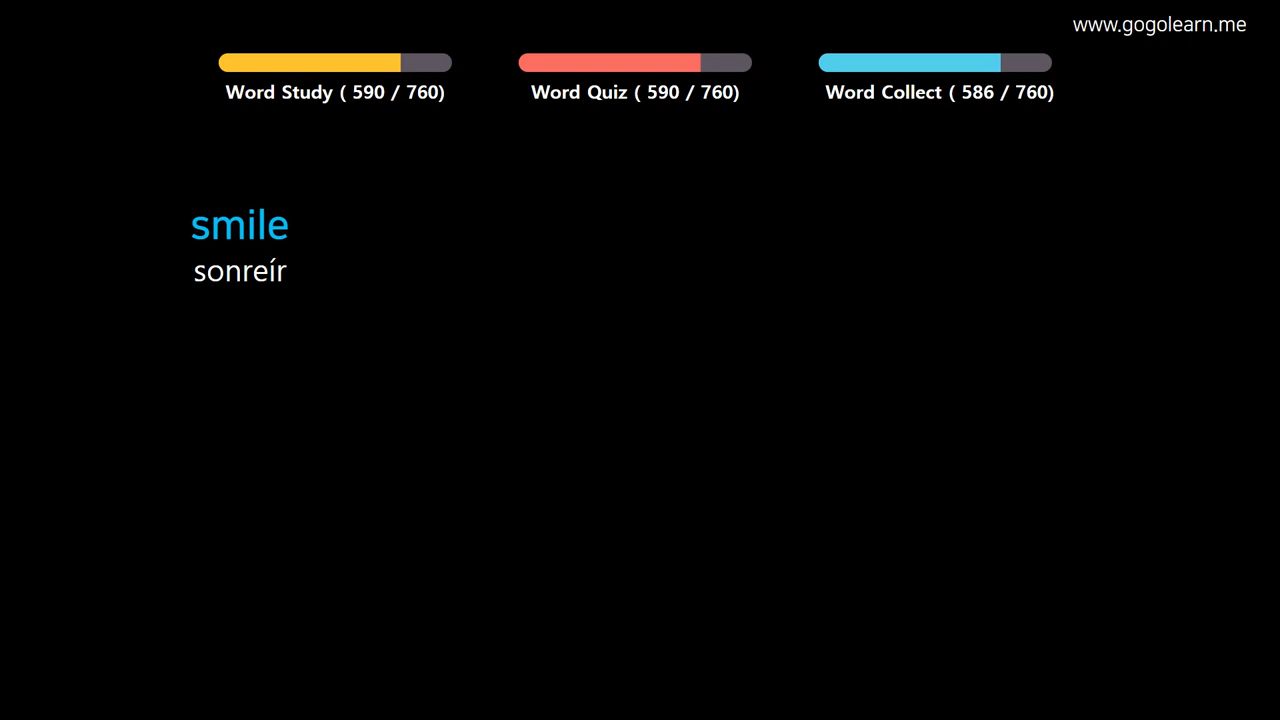 www.gogolearn.me
Word Study ( 590 / 760)
Word Quiz ( 590 / 760)
Word Collect ( 586 / 760)
smile
sonreír